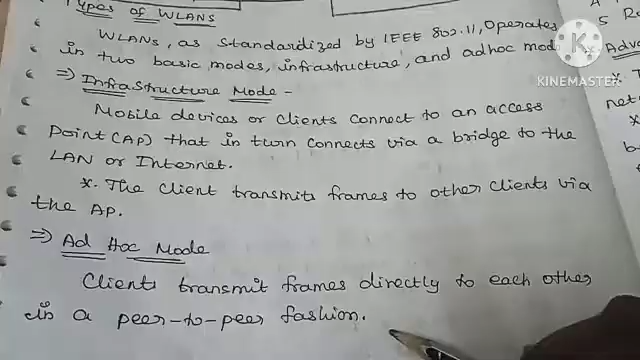 Types of WLANs
WLANs, as standardized by IEEE 802.11, Operates
in two basic modes, infrastructure, and adhoc mode
=> Infrastructure Mode -
Mobile devices or clients connect to an access
Point (AP) that in turn connects via a bridge to the
LAN or Internet.
x. The client transmits frames to other clients via
the AP.
=> Ad Hoc Mode
Clients transmit frames directly to each other
in a peer-to-peer fashion.
KINEMASTER
A
S R
Adva
x. T
net
x
b